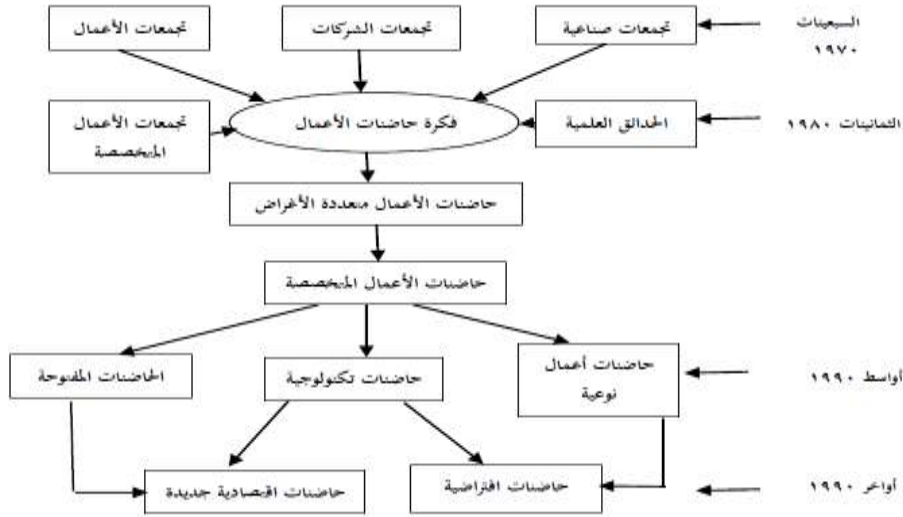 السبعينات
١٩٧٠
تجمعات صناعية
تجمعات الشركات
تجمعات الأعمال
الثمانينات ١٩٨٠
الحدائق العلمية
فكرة حاضنات الأعمال
تجمعات الأعمال
المتخصصة
حاضنات الأعمال متعددة الأغراض
حاضنات الأعمال المتخصصة
أواسط ١٩٩٠
حاضنات أعمال
نوعية
حاضنات تكنولوجية
الحاضنات المفتوحة
أواخر ١٩٩٠
حاضنات افتراضية
حاضنات اقتصادية جديدة